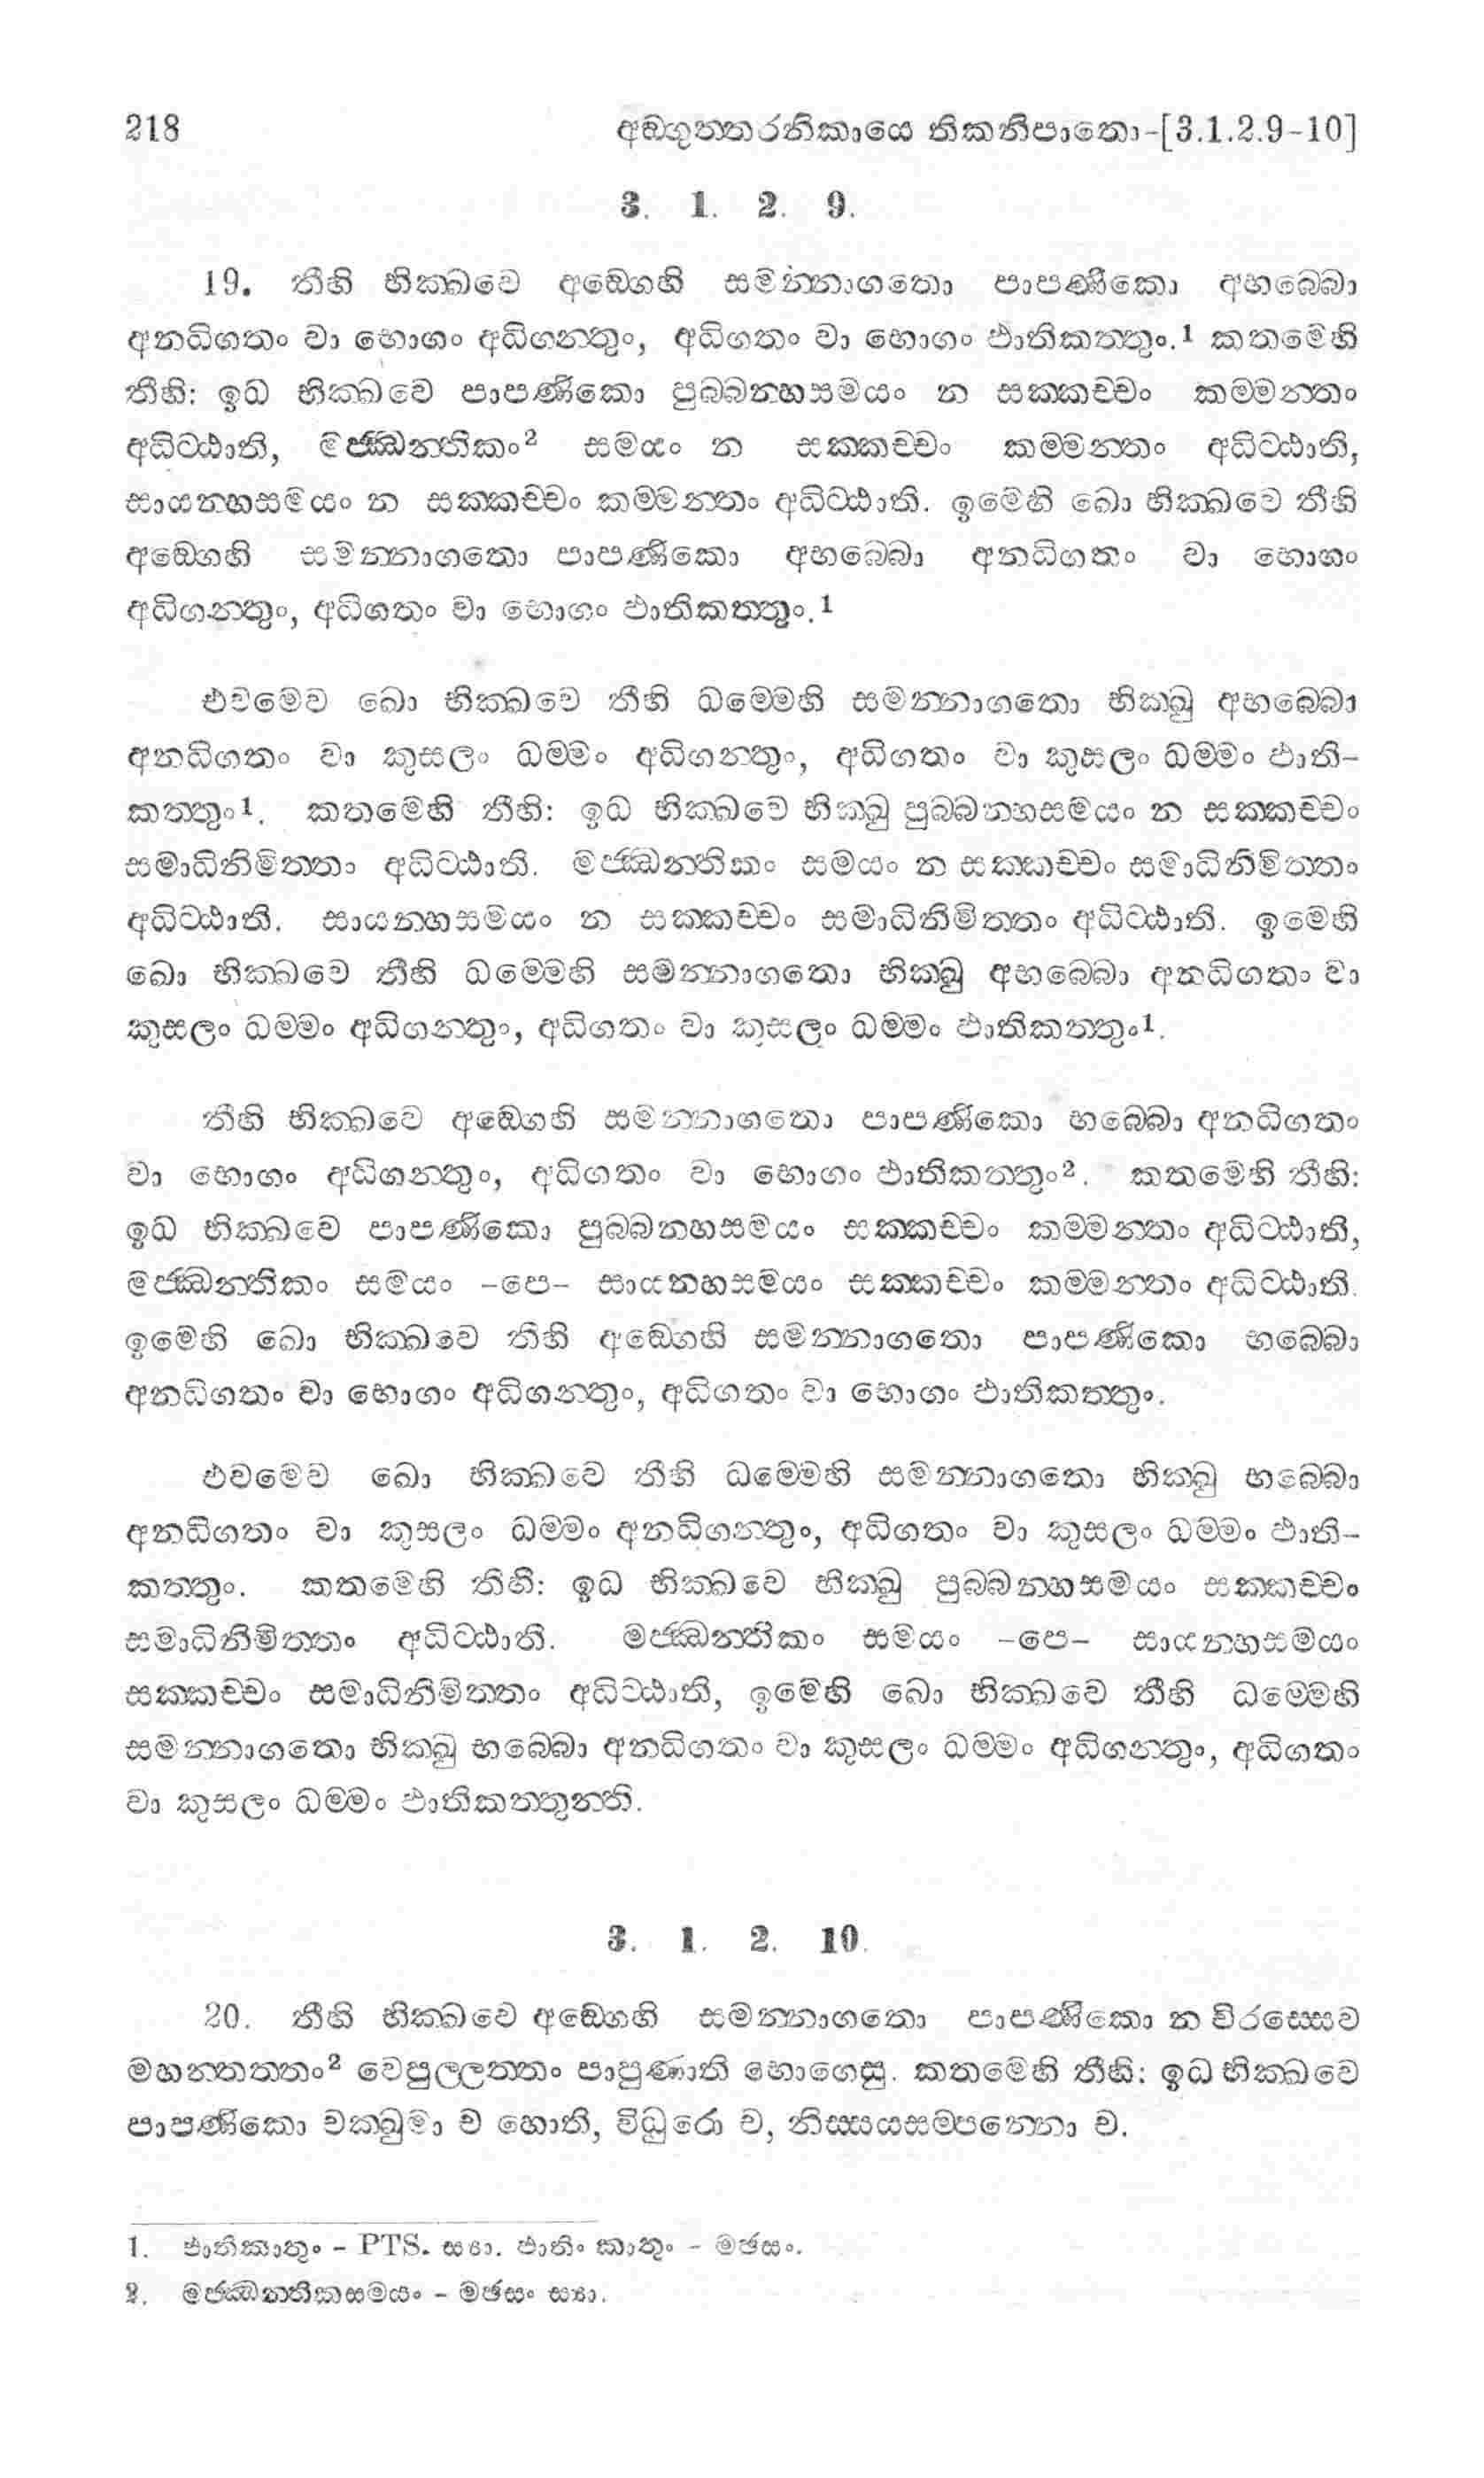 218 අඞගුත්තරනිකායෙ තිකනිපාතො-[3.1.2.9-10]
3. 1. 2. 9.
19. තීහි භික්ඛවෙ අඞ්ගෙහි සමන්නාගතො පාපණිකො අභබ්බො
අනධිගතං වා භොගං අධිගන්තුං, අධිගතං වා භොගං ඵාතිකත්තුං.1 කතමෙහි
තීහි: ඉධ භික්ඛවෙ පාපණිකො පුබ්බන්හසමයං න සක්කච්චං කම්මන්තං
අධිට්ඨාති, මජ්ඣන්තිකං2 සමයං න සක්කච්චං කම්මන්තං අධිට්ඨාති,
සායන්හසමයං න සක්කච්චං කම්මන්තං අධිට්ඨාති. ඉමෙහි ඛො භික්ඛවෙ තීහි
අඞ්ගෙහි සමන්නාගතො පාපණිකො අභබ්බො අනධිගතං වා භොගං
අධිගන්තුං, අධිගතං වා භොගං ඵාතිකත්තුං.1
එවමෙව ඛො භික්ඛවෙ තීහි ධම්මෙහි සමන්නාගතො භික්ඛු අභබ්බො
අනධිගතං වා කුසලං ධම්මං අධිගන්තුං, අධිගතං වා කුසලං ධම්මං ඵාති-
කත්තුං1. කතමෙහි තීහි: ඉධ භික්ඛවෙ භික්ඛු පුබ්බන්හසමයං න සක්කච්චං
සමාධිනිමිත්තා අධිට්ඨාති. මජ්ඣන්තිකං සමයං න සක්කච්චං සමාධිනිමිත්තං
අධිට්ඨාති. සායන්හසමයං න සක්කච්චං සමාධිනිමිත්තං අධිට්ඨාති. ඉමෙහි
ඛො භික්ඛවෙ තීහි ධම්මෙහි සමන්නාගතො භික්ඛු අභබ්බො අනධිගතං වා
කුසලං ධම්මං අධිගන්තුං, අධිගතං වා කුසලං ධම්මං ඵාතිකත්තුං1.
තීහි භික්ඛවෙ අඞ්ගෙහි සමන්නාගතො පාපණිකො භබ්බො අනධිගතං
වා භොගං අධිගන්තුං, අධිගතං වා භොගං ඵාතිකත්තුං2. කතමෙහි තීහි:
ඉධ භික්ඛවෙ පාපණිකො පුබ්බන්හසමයං සක්කච්චං කම්මන්තං අධිට්ඨාති,
මජ්ඣන්තිකං සමයං -පෙ- සායන්හසමයං සක්කච්චං කම්මන්තං අධිට්ඨාති.
ඉමෙහි ඛො භික්ඛවෙ තීහි අඞ්ගෙහි සමන්නාගතො පාපණිකො භබ්බො
අනධිගතං වා භොගං අධිගන්තුං, අධිගතං වා භොගං ඵාතිකත්තුං.
එවමෙව ඛො භික්ඛවෙ තීහි ධම්මෙහි සමන්නාගතො භික්ඛු භබ්බො
අනධිගතං වා කුසලං ධම්මං අනධිගන්තුං, අධිගතං වා කුසලං ධම්මං ඵාති-
කත්තුං. කතමෙහි තීහි: ඉධ භික්ඛවෙ භික්ඛු පුබ්බන්හසමයං සක්කච්චං
සමාධිනිමිත්තං අධිට්ඨාති. මජ්ඣන්තිකං සමයං -පෙ- සායන්හසමයං
සක්කච්චං සමාධිනිමිත්තං අධිට්ඨාති, ඉමෙහි ඛො භික්ඛවෙ තීහි ධම්මෙහි
සමන්නාගතො භික්ඛු භබ්බො අනධිගතං වා කුසලං ධම්මං අධිගන්තුං, අධිගතං
වා කුසලං ධම්මං ඵාතිකත්තුන්ති.
3. 1. 2. 10.
20. තීහි භික්ඛවෙ අඞ්ගෙහි සමන්නාගතො පාපණිකො න චිරස්සෙව
මහන්තත්තං2 වෙපුල්ලත්තං පාපුණාති භොගෙසු. කතමෙහි තීහි: ඉධ භික්ඛවෙ
පාපණිකො චක්ඛුමා ච හොති, විධුරො ච, නිස්සයසම්පන්නො ච.
1. ඵාතිකාතුං - PTS. ස්‍යා. ඵාතිං කාතුං - මඡසං.
2. මජ්ඣන්තිකසමයං - මඡසං ස්‍යා.